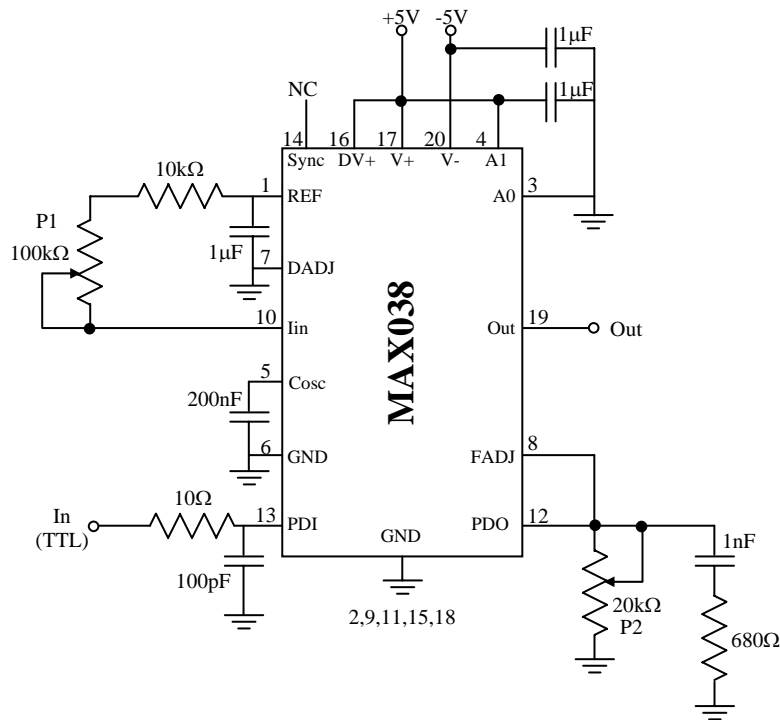 +5V
-5V
1μF
1μF
NC
14
16
17
20
4
Sync
DV+
V+
V-
A1
10kΩ
1
REF
A0
3
P1
100kΩ
1μF
7
DADJ
10
Iin
MAX038
Out
19
Out
5
Cosc
200nF
6
GND
FADJ
8
In
(TTL)
10Ω
13
PDI
PDO
12
GND
100pF
1nF
2,9,11,15,18
20kΩ
P2
680Ω